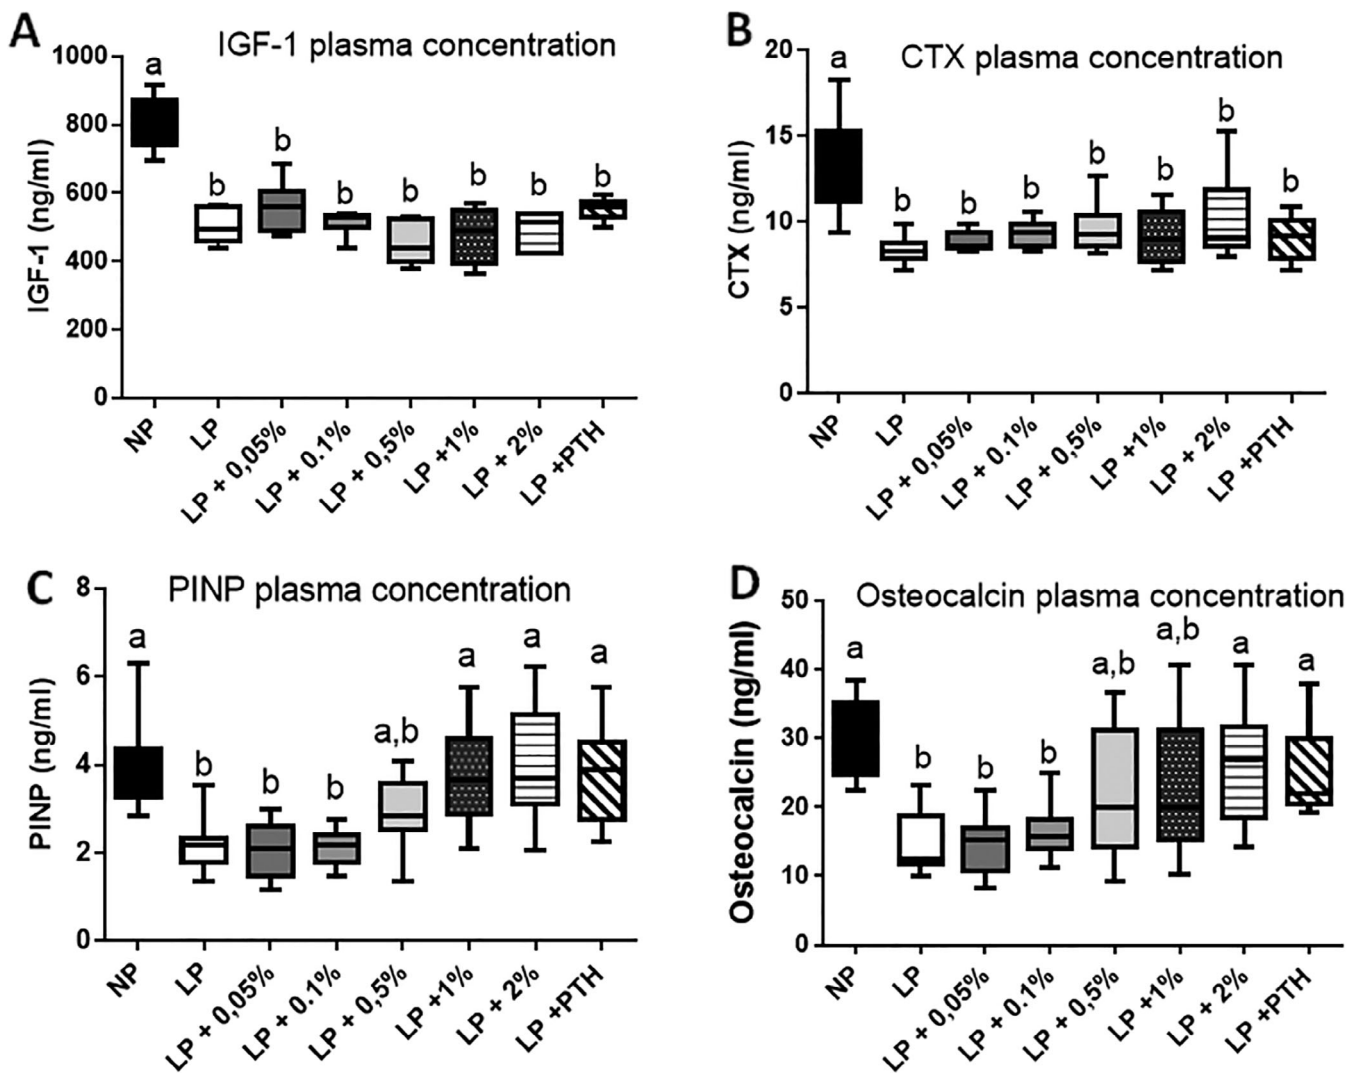 A
IGF-1 plasma concentration
IGF-1 (ng/ml)
1000
800
600
400
200
0
a
b
b
b
b
b
b
b
NP
LP
LP + 0,05%
LP + 0.1%
LP + 0,5%
LP +1%
LP + 2%
LP +PTH
B
CTX plasma concentration
CTX (ng/ml)
20
15
10
5
0
a
b
b
b
b
b
b
b
NP
LP
LP + 0,05%
LP + 0.1%
LP + 0,5%
LP +1%
LP + 2%
LP +PTH
C
PINP plasma concentration
PINP (ng/ml)
8
6
4
2
0
a
b
b
b
a,b
a
a
a
NP
LP
LP + 0,05%
LP + 0.1%
LP + 0,5%
LP +1%
LP + 2%
LP +PTH
D
Osteocalcin plasma concentration
Osteocalcin (ng/ml)
50
40
30
20
10
0
a
b
b
b
a,b
a,b
a
a
NP
LP
LP + 0,05%
LP + 0.1%
LP + 0,5%
LP +1%
LP + 2%
LP +PTH